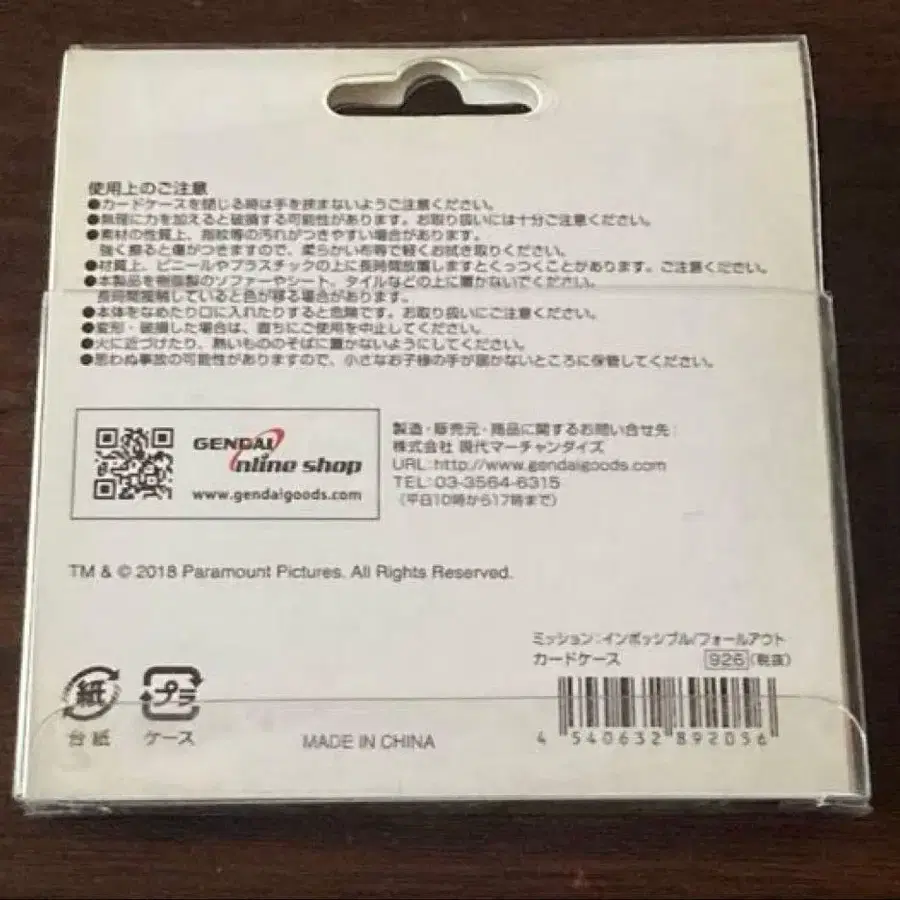 使用上のご注意
●カードケースを閉じる時は手を挟まないようご注意ください。
●無理に力を加えると破損する可能性があります。お取り扱いには十分ご注意ください。
●素材の性質上、指紋等の汚れがつきやすい場合があります。
強く擦ると傷がつきますので、柔らかい布等で軽くお拭き取りください。
●材質上、ビニールやプラスチックの上に長時間放置しますとくっつくことがあります。ご注意ください。
●本製品を樹脂製のソファーやシート、タイルなどの上に置かないでください。
長時間接触していると色が移る場合があります。
●本体をなめたり口に入れたりすると危険です。お取り扱いにご注意ください。
●変形・破損した場合は、直ちにご使用を中止してください。
●火に近づけたり、熱いもののそばに置かないようにしてください。
●思わぬ事故の可能性がありますので、小さなお子様の手が届かないところに保管してください。
GENDAI
Online shop
www.gendaigoods.com
製造・販売元・商品に関するお問い合せ先：
株式会社 現代マーチャンダイズ
URL:http://www.gendaigoods.com
TEL:03-3564-6315
（平日10時から17時まで）
TM & © 2018 Paramount Pictures. All Rights Reserved.
ミッション:インポッシブル/フォールアウト
カードケース 926(税抜)
紙 プラ
台紙 ケース
MADE IN CHINA
4 540632 892056